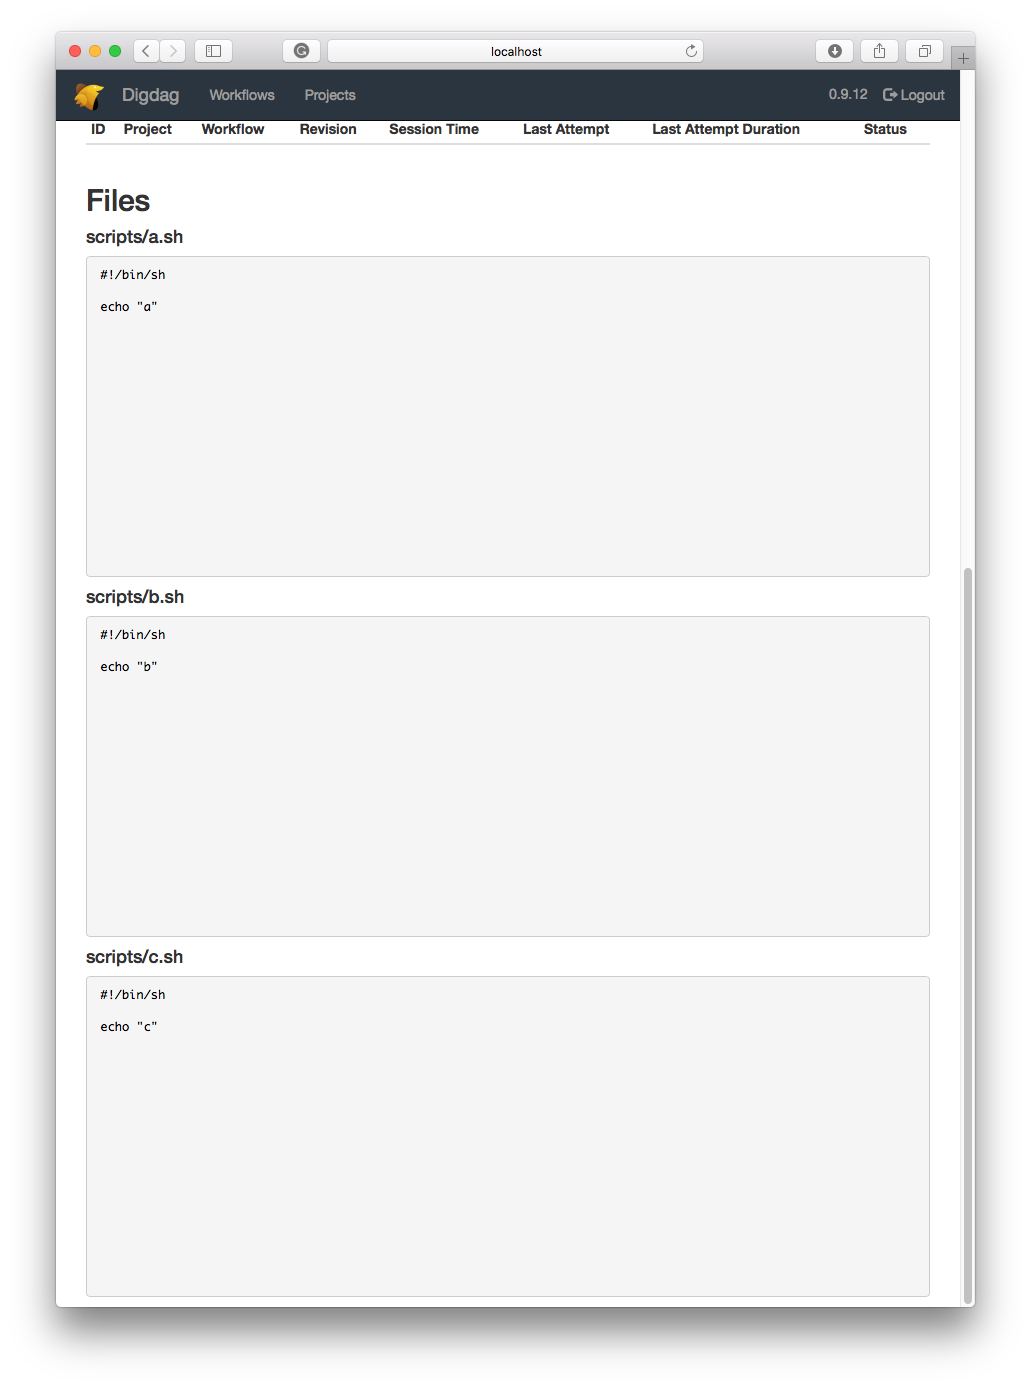 localhost
Digdag Workflows Projects 0.9.12 Logout
ID Project Workflow Revision Session Time Last Attempt Last Attempt Duration Status
Files
scripts/a.sh
#!/bin/sh
echo "a"
scripts/b.sh
#!/bin/sh
echo "b"
scripts/c.sh
#!/bin/sh
echo "c"